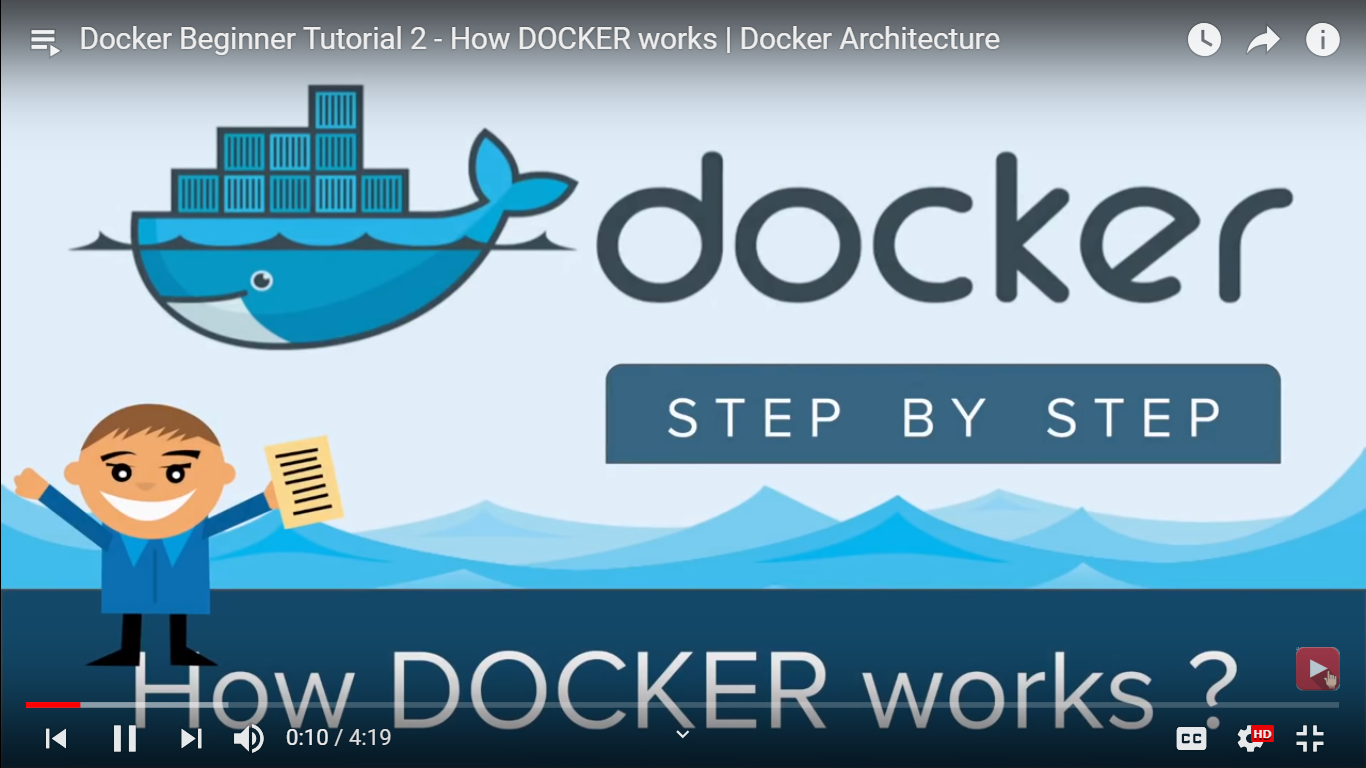 Docker Beginner Tutorial 2 - How DOCKER works | Docker Architecture
docker
STEP BY STEP
How DOCKER works ?
0:10 / 4:19
CC
HD